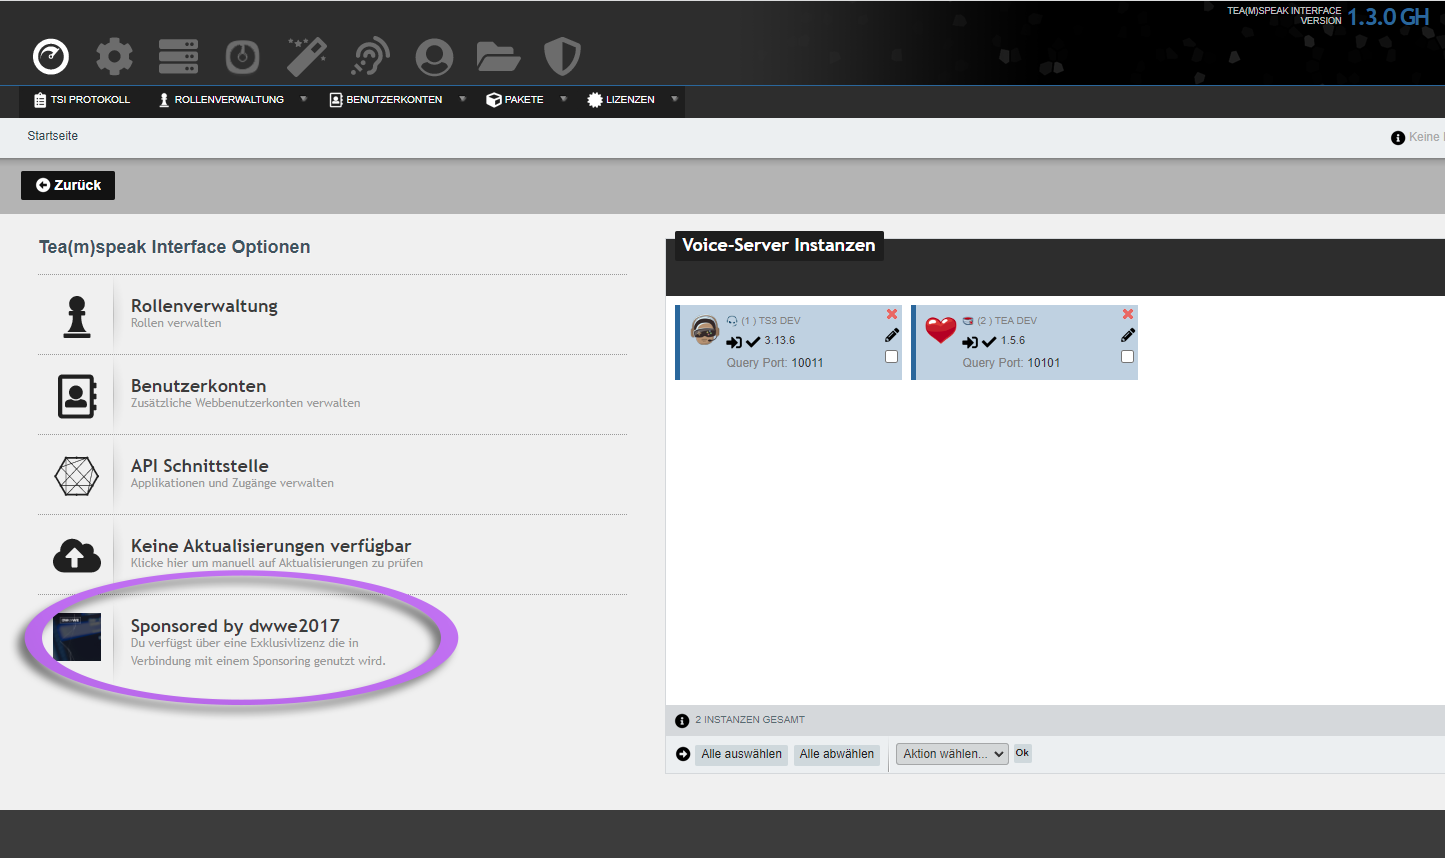 TEA(M)SPEAK INTERFACE
VERSION
1.3.0 GH
TSI PROTOKOLL
ROLLENVERWALTUNG
BENUTZERKONTEN
PAKETE
LIZENZEN
Startseite
Keine
Zurück
Tea(m)speak Interface Optionen
Rollenverwaltung
Rollen verwalten
Benutzerkonten
Zusätzliche Webbenutzerkonten verwalten
API Schnittstelle
Applikationen und Zugänge verwalten
Keine Aktualisierungen verfügbar
Klicke hier um manuell auf Aktualisierungen zu prüfen
Sponsored by dwwe2017
Du verfügst über eine Exklusivlizenz die in
Verbindung mit einem Sponsoring genutzt wird.
Voice-Server Instanzen
(1 ) TS3 DEV
3.13.6
Query Port: 10011
(2 ) TEA DEV
1.5.6
Query Port: 10101
2 INSTANZEN GESAMT
Alle auswählen
Alle abwählen
Aktion wählen...
Ok